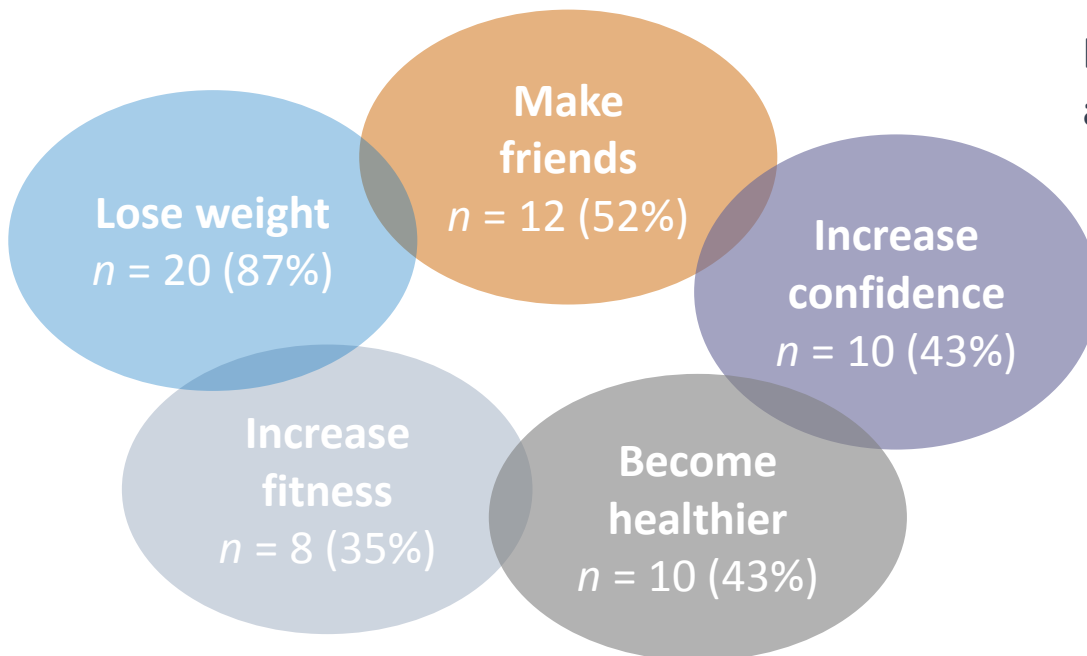 Make
friends
n = 12 (52%)
Lose weight
n = 20 (87%)
Increase
confidence
n = 10 (43%)
Increase
fitness
n = 8 (35%)
Become
healthier
n = 10 (43%)